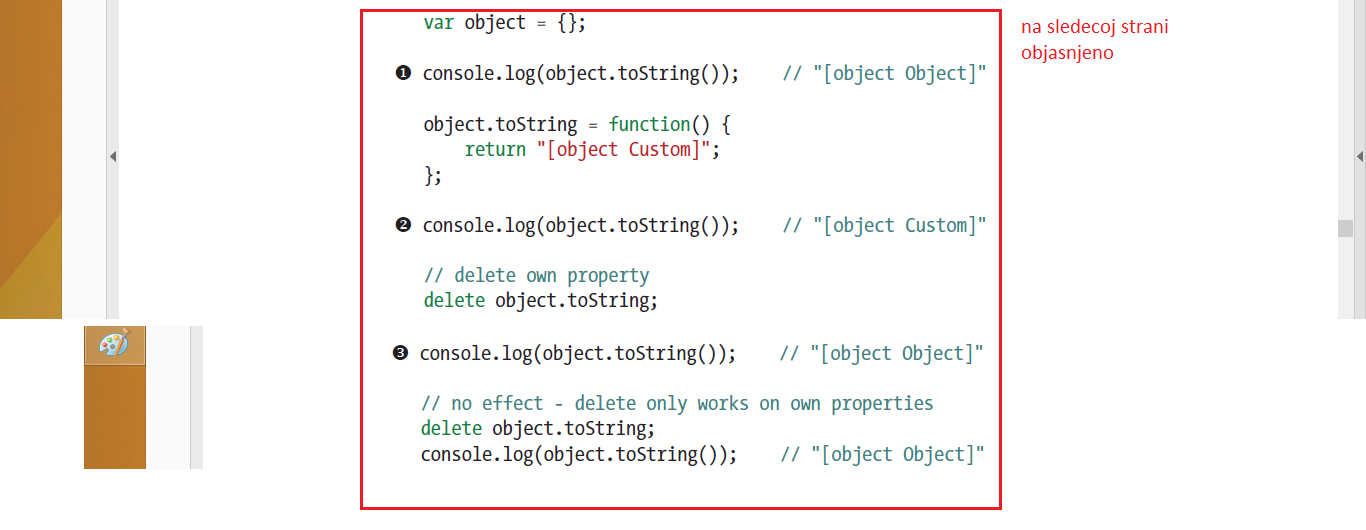 var object = {};
❶ console.log(object.toString()); // "[object Object]"
object.toString = function() {
return "[object Custom]";
};
❷ console.log(object.toString()); // "[object Custom]"
// delete own property
delete object.toString;
❸ console.log(object.toString()); // "[object Object]"
// no effect - delete only works on own properties
delete object.toString;
console.log(object.toString()); // "[object Object]"
na sledecoj strani
objasnjeno